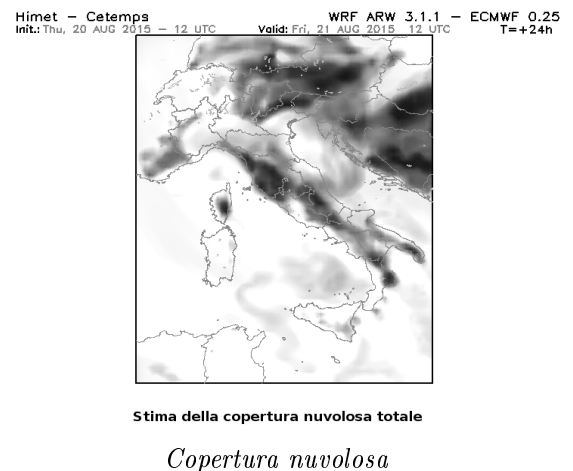 Himet – Cetemps WRF ARW 3.1.1 – ECMWF 0.25
Init.: Thu, 20 AUG 2015 – 12 UTC Valid: Fri, 21 AUG 2015 12 UTC T=+24h
Stima della copertura nuvolosa totale
Copertura nuvolosa